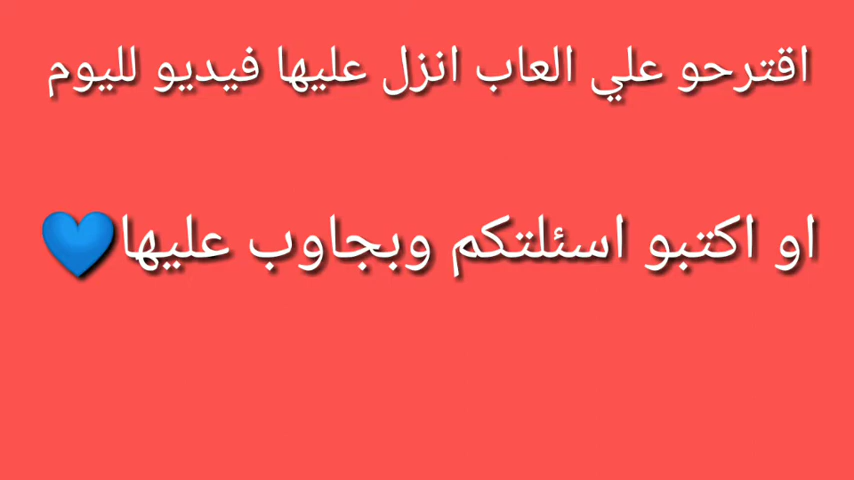 اقترحو علي العاب انزل عليها فيديو لليوم
او اكتبو اسئلتكم وبجاوب عليها💙